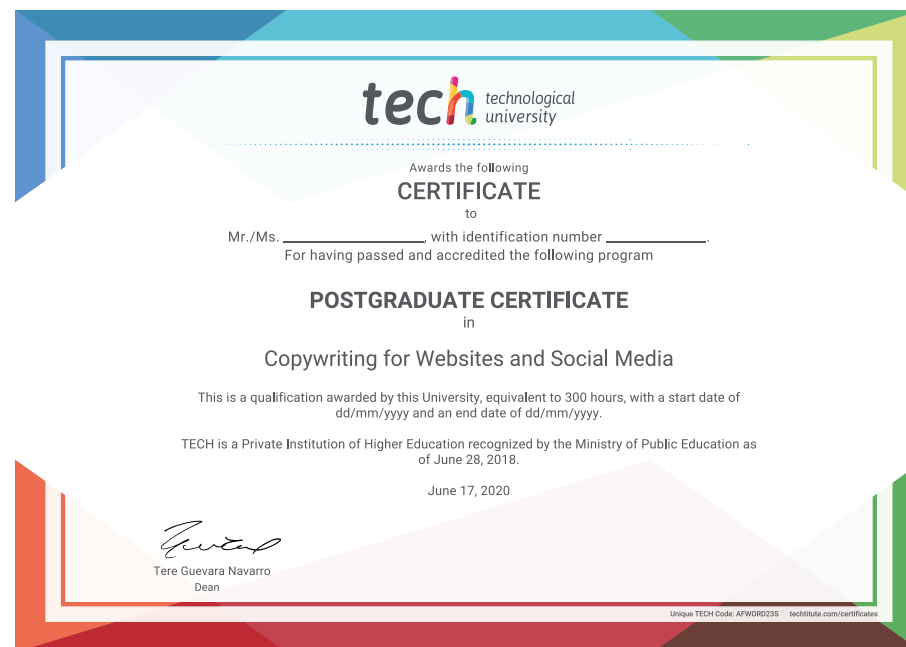 tech technological
university
Awards the following
CERTIFICATE
to
Mr./Ms. ____________________, with identification number ______________.
For having passed and accredited the following program
POSTGRADUATE CERTIFICATE
in
Copywriting for Websites and Social Media
This is a qualification awarded by this University, equivalent to 300 hours, with a start date of
dd/mm/yyyy and an end date of dd/mm/yyyy.
TECH is a Private Institution of Higher Education recognized by the Ministry of Public Education as
of June 28, 2018.
June 17, 2020
Tere Guevara Navarro
Dean
Unique TECH Code: AFWORD23S techtitute.com/certificates